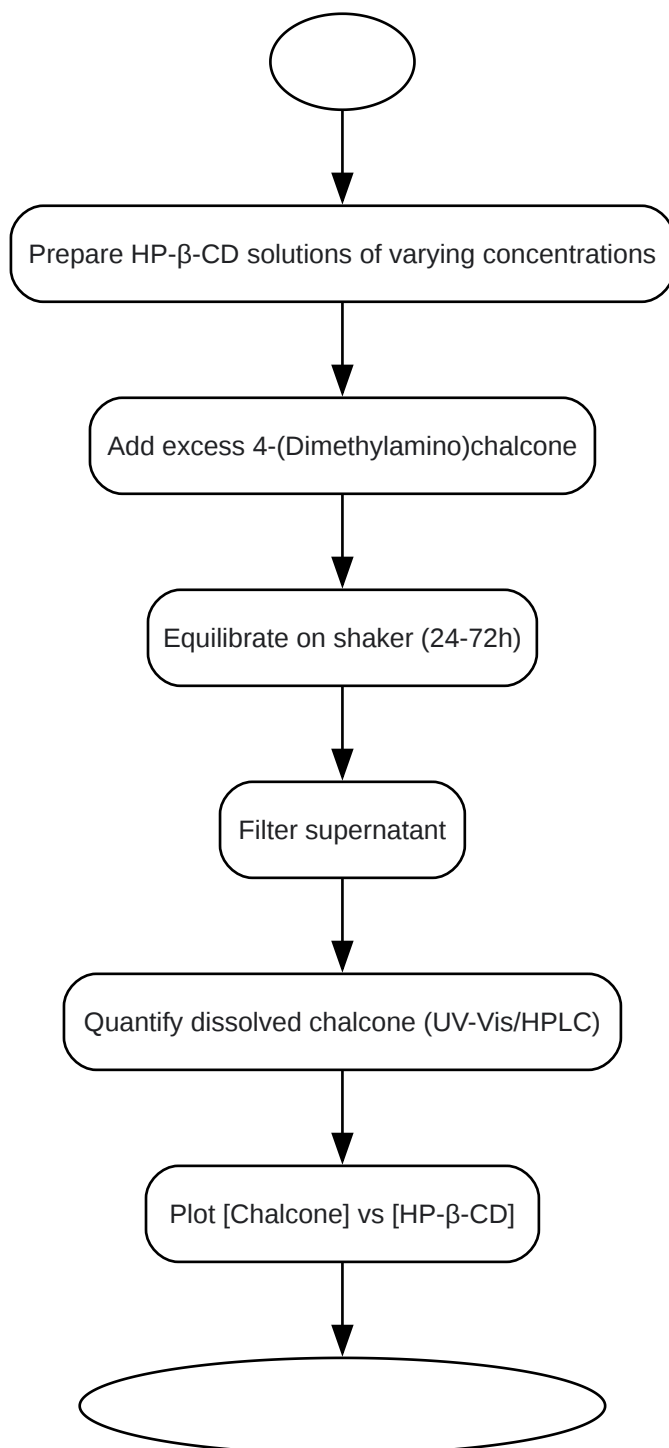 Prepare HP-β-CD solutions of varying concentrations
Add excess 4-(Dimethylamino)chalcone
Equilibrate on shaker (24-72h)
Filter supernatant
Quantify dissolved chalcone (UV-Vis/HPLC)
Plot [Chalcone] vs [HP-β-CD]